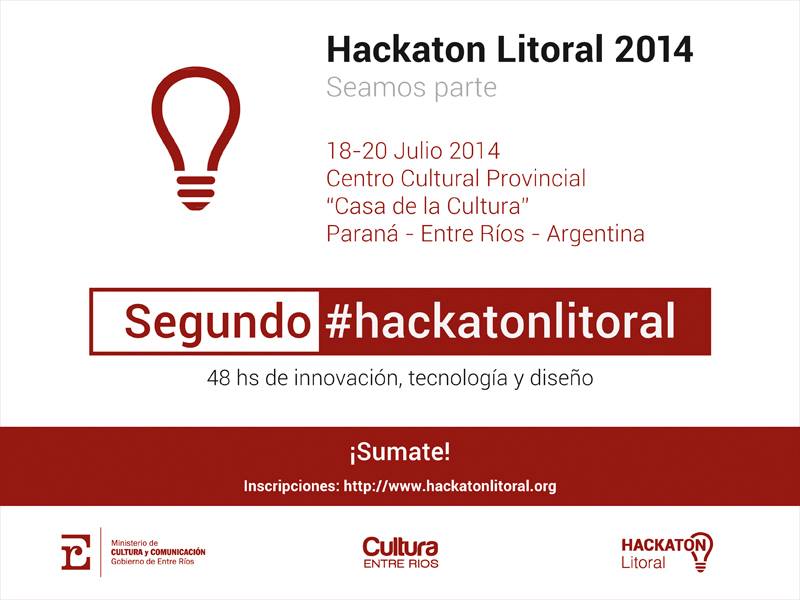 Hackaton Litoral 2014
Seamos parte
18-20 Julio 2014
Centro Cultural Provincial
“Casa de la Cultura”
Paraná - Entre Ríos - Argentina
Segundo #hackatonlitoral
48 hs de innovación, tecnología y diseño
¡Sumate!
Inscripciones: http://www.hackatonlitoral.org
er
Ministerio de
CULTURA y COMUNICACIÓN
Gobierno de Entre Ríos
Cultura
ENTRE RIOS
HACKATON
Litoral